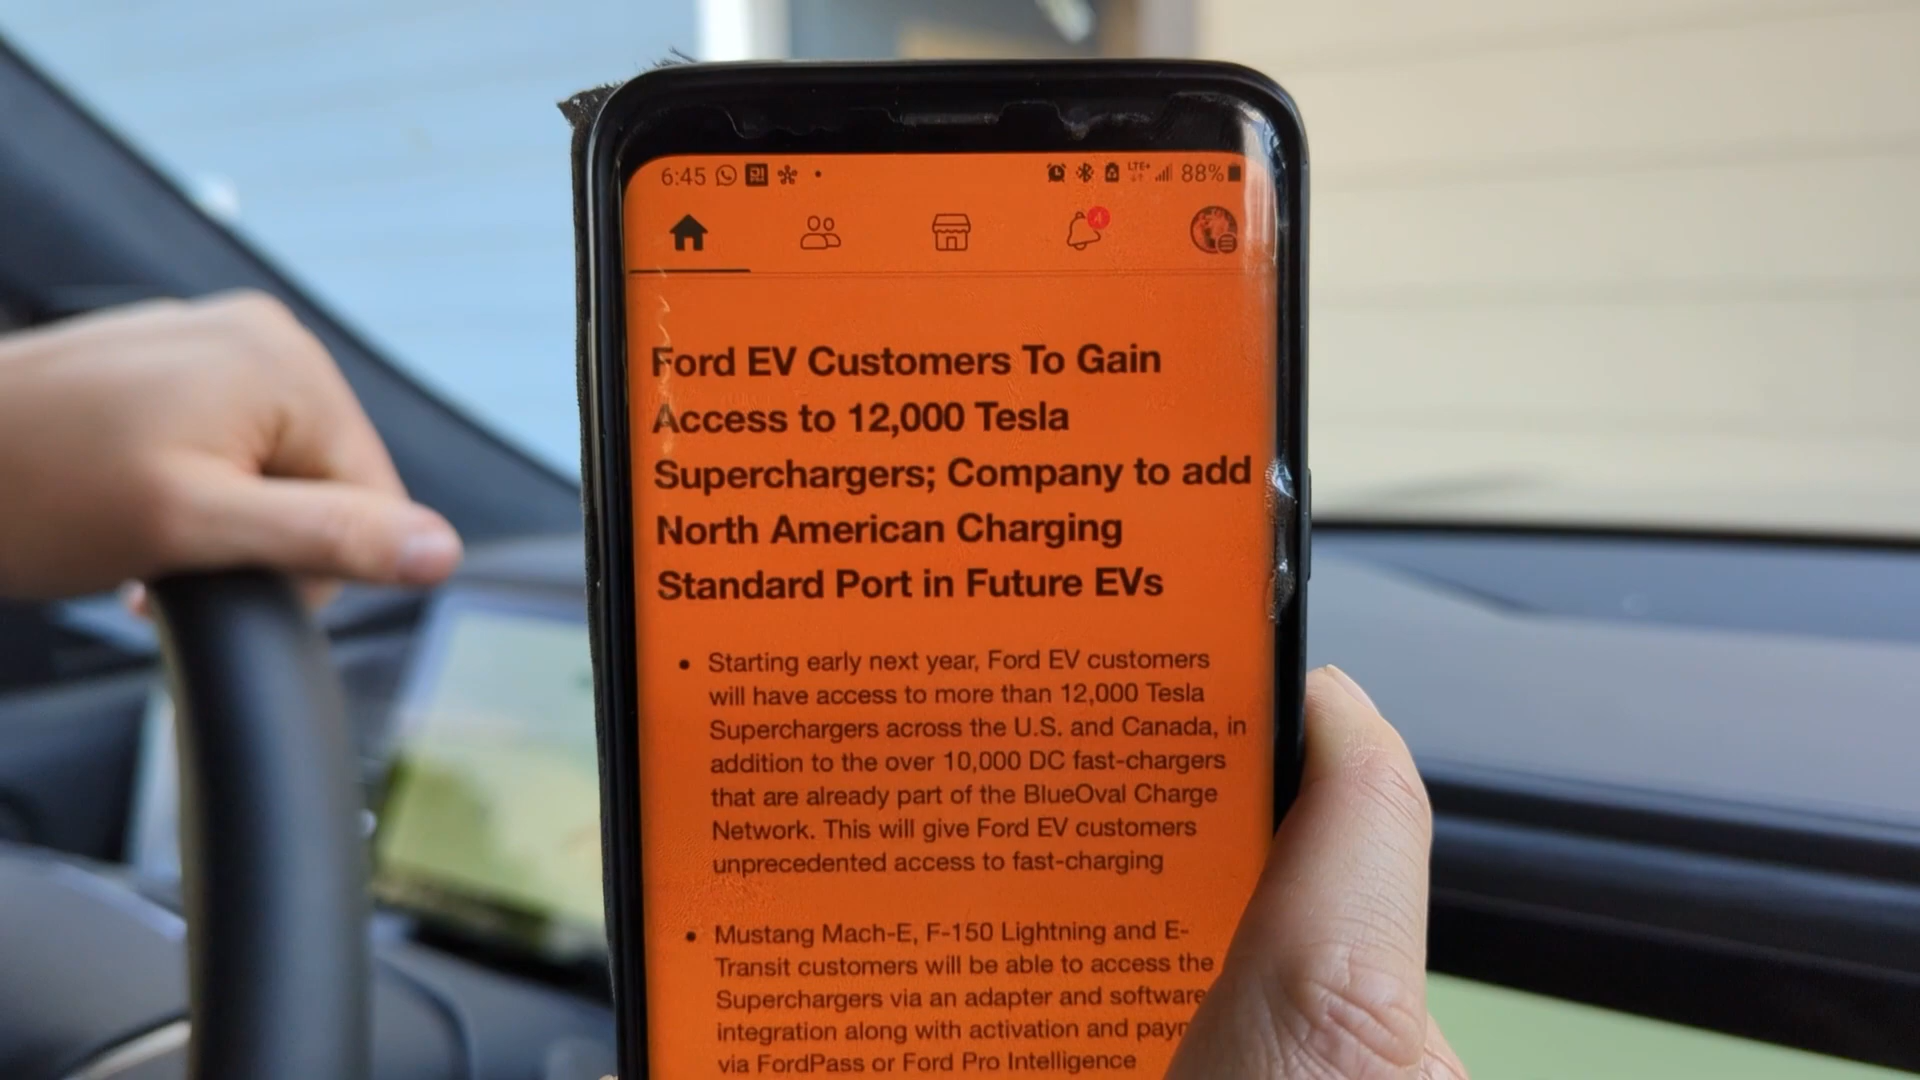 6:45 LTE+ 88%
4
Ford EV Customers To Gain
Access to 12,000 Tesla
Superchargers; Company to add
North American Charging
Standard Port in Future EVs
• Starting early next year, Ford EV customers
will have access to more than 12,000 Tesla
Superchargers across the U.S. and Canada, in
addition to the over 10,000 DC fast-chargers
that are already part of the BlueOval Charge
Network. This will give Ford EV customers
unprecedented access to fast-charging
• Mustang Mach-E, F-150 Lightning and E-
Transit customers will be able to access the
Superchargers via an adapter and software
integration along with activation and
via FordPass or Ford Pro Intelligence